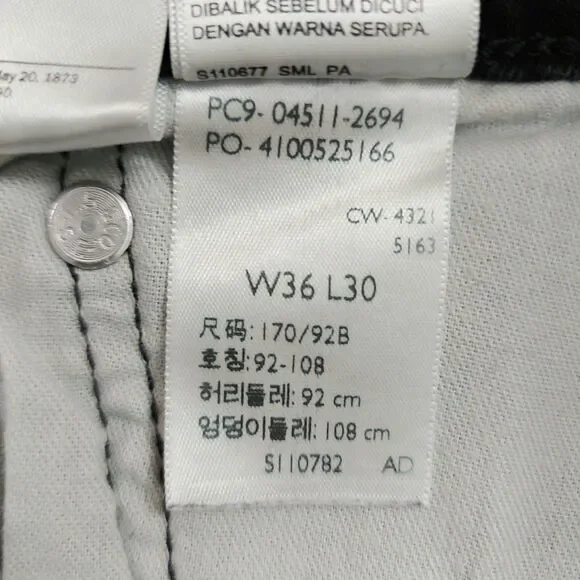 DIBALIK SEBELUM DICUCI
DENGAN WARNA SERUPA.
S110677 SML PA
May 20, 1873
PC9-04511-2694
PO-4100525166
CW-4321
5163
W36 L30
尺码:170/92B
호칭:92-108
허리둘레:92 cm
엉덩이둘레:108 cm
S110782 AD